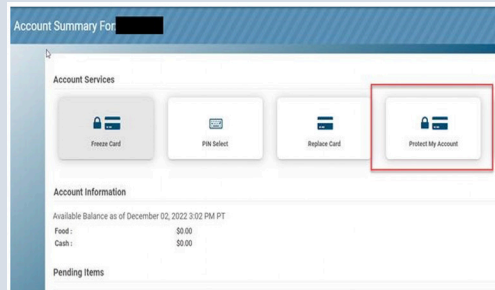 Account Summary For
Account Services
Freeze Card
PIN Select
Replace Card
Protect My Account
Account Information
Available Balance as of December 02, 2022 3:02 PM PT
Food : $0.00
Cash : $0.00
Pending Items